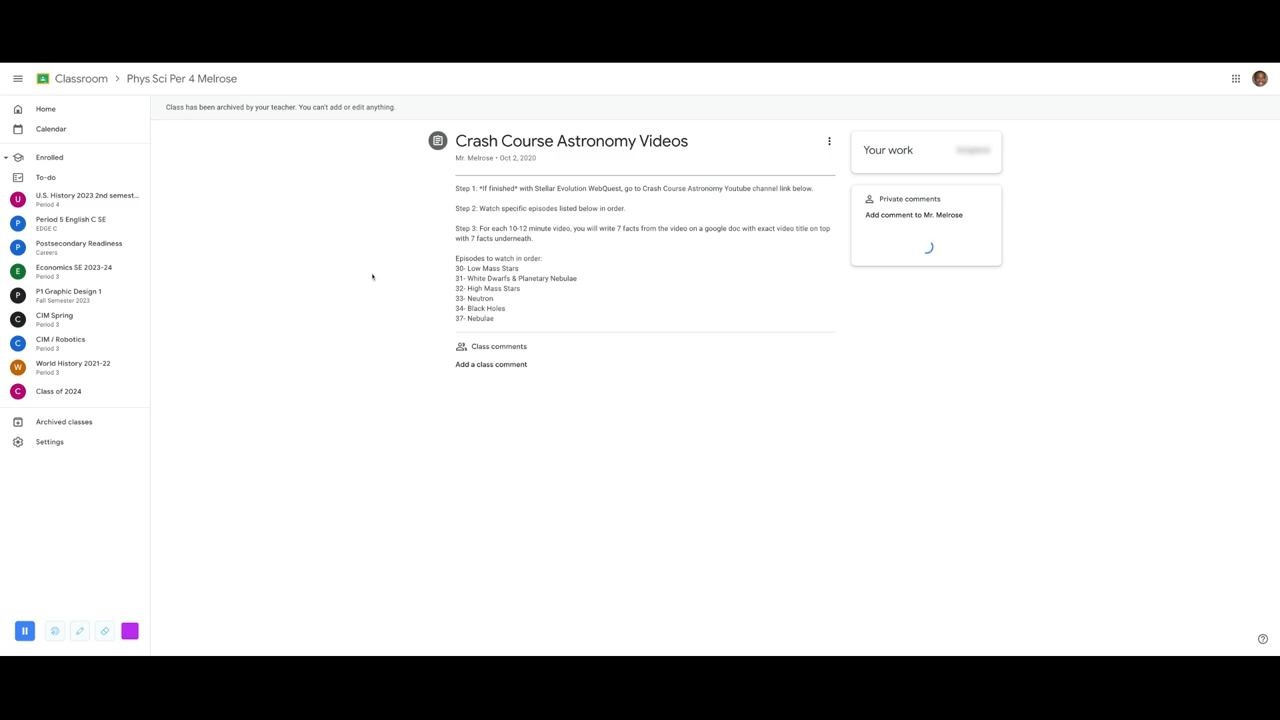 Classroom > Phys Sci Per 4 Melrose
Home
Calendar
Enrolled
To-do
U U.S. History 2023 2nd semest...
Period 4
P Period 5 English C SE
EDGE C
P Postsecondary Readiness
Careers
E Economics SE 2023-24
Period 3
P P1 Graphic Design 1
Fall Semester 2023
C CIM Spring
Period 3
C CIM / Robotics
Period 3
W World History 2021-22
Period 3
C Class of 2024
Archived classes
Settings
Class has been archived by your teacher. You can't add or edit anything.
Crash Course Astronomy Videos
Mr. Melrose • Oct 2, 2020
Step 1: *If finished* with Stellar Evolution WebQuest, go to Crash Course Astronomy Youtube channel link below.
Step 2: Watch specific episodes listed below in order.
Step 3: For each 10-12 minute video, you will write 7 facts from the video on a google doc with exact video title on top
with 7 facts underneath.
Episodes to watch in order:
30- Low Mass Stars
31- White Dwarfs & Planetary Nebulae
32- High Mass Stars
33- Neutron
34- Black Holes
37- Nebulae
Class comments
Add a class comment
Your work
Private comments
Add comment to Mr. Melrose